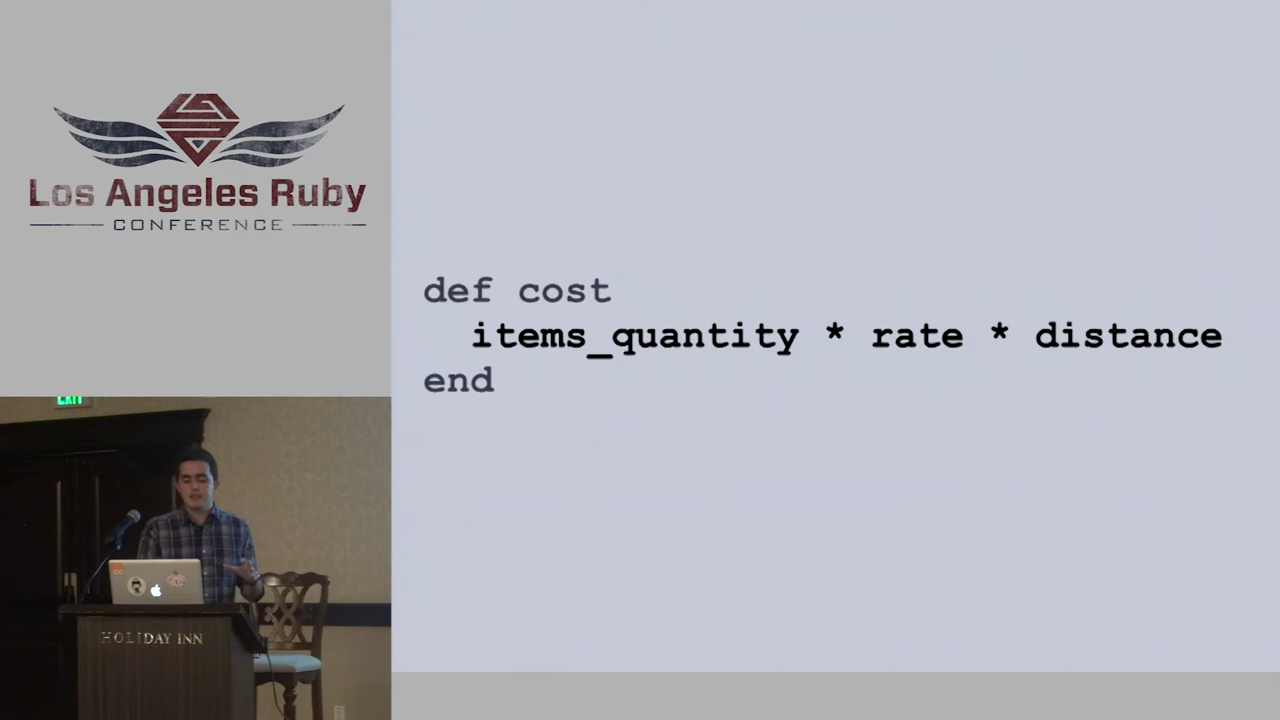 Los Angeles Ruby
CONFERENCE
def cost
  items_quantity * rate * distance
end
EXIT
HOLIDAY INN